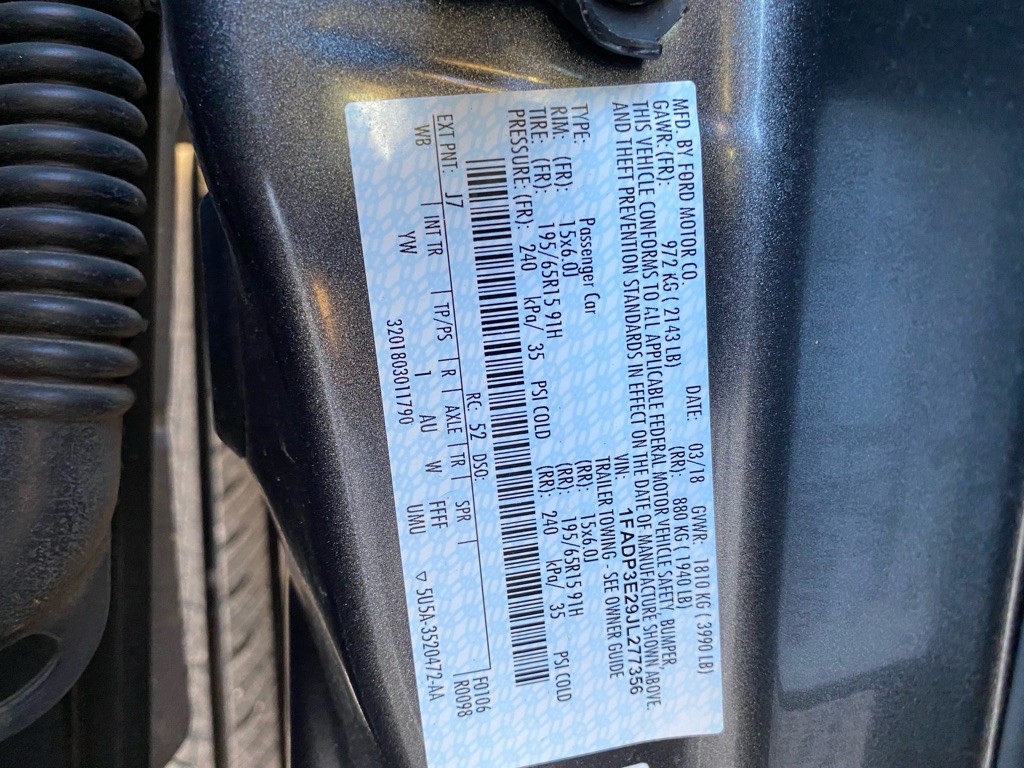 MFD. BY FORD MOTOR CO. DATE: 03/18 GVWR: 1810 KG ( 3990 LB)
GAWR: (FR): 972 KG ( 2143 LB) (RR): 880 KG ( 1940 LB)
THIS VEHICLE CONFORMS TO ALL APPLICABLE FEDERAL MOTOR VEHICLE SAFETY, BUMPER,
AND THEFT PREVENTION STANDARDS IN EFFECT ON THE DATE OF MANUFACTURE SHOWN ABOVE.
VIN: 1FADP3E29JL277356
TYPE: Passenger Car TRAILER TOWING - SEE OWNER GUIDE
RIM: (FR): 15x6.0J (RR): 15x6.0J
TIRE: (FR): 195/65R15 91H (RR): 195/65R15 91H
PRESSURE: (FR): 240 kPa/ 35 PSI COLD (RR): 240 kPa/ 35 PSI COLD
F0106
EXT PNT: J7 RC: 52 DSO: R0098
WB | INT TR | TP/PS | R | AXLE | TR | SPR |
YW 1 AU W FFFF UMU ▽ 5U5A-3520472-AA
3201803011790